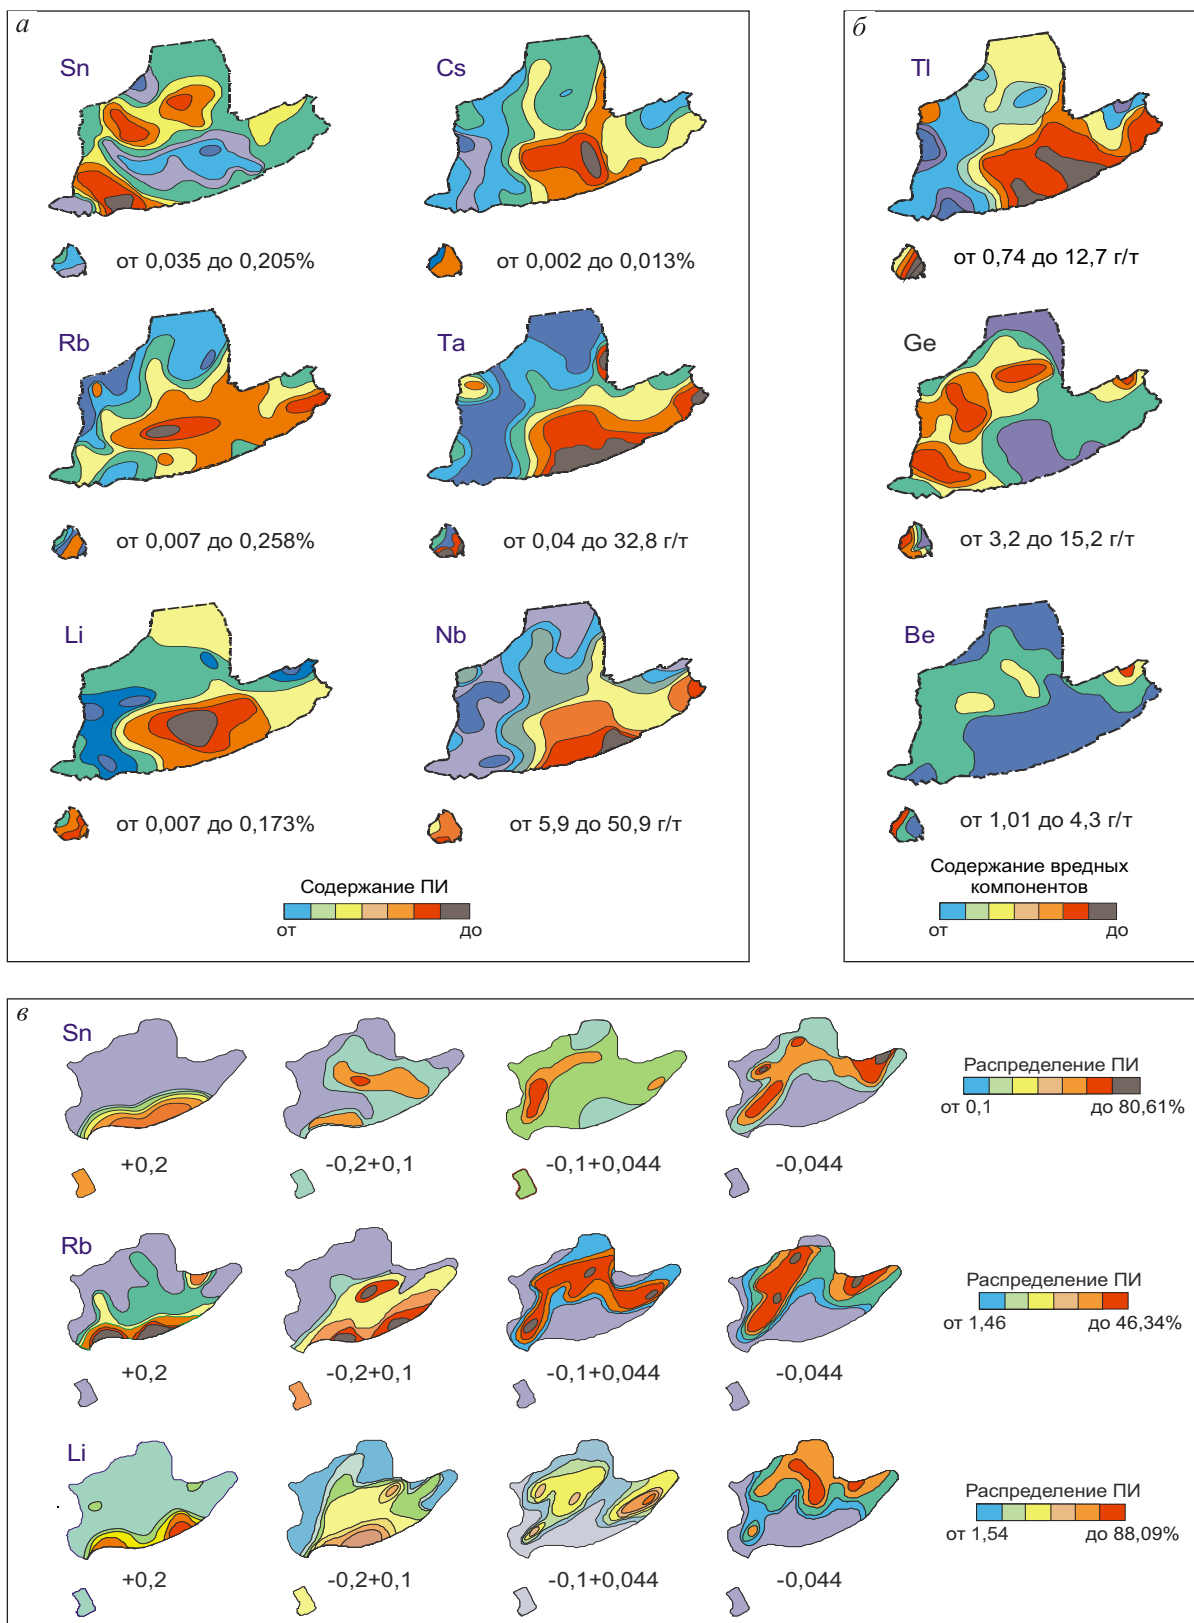 а
Sn
Cs
от 0,035 до 0,205%
от 0,002 до 0,013%
Rb
Ta
от 0,007 до 0,258%
от 0,04 до 32,8 г/т
Li
Nb
от 0,007 до 0,173%
от 5,9 до 50,9 г/т
Содержание ПИ
от
до
б
Tl
от 0,74 до 12,7 г/т
Ge
от 3,2 до 15,2 г/т
Be
от 1,01 до 4,3 г/т
Содержание вредных
компонентов
от
до
в
Sn
+0,2
-0,2+0,1
-0,1+0,044
-0,044
Распределение ПИ
от 0,1
до 80,61%
Rb
+0,2
-0,2+0,1
-0,1+0,044
-0,044
Распределение ПИ
от 1,46
до 46,34%
Li
+0,2
-0,2+0,1
-0,1+0,044
-0,044
Распределение ПИ
от 1,54
до 88,09%